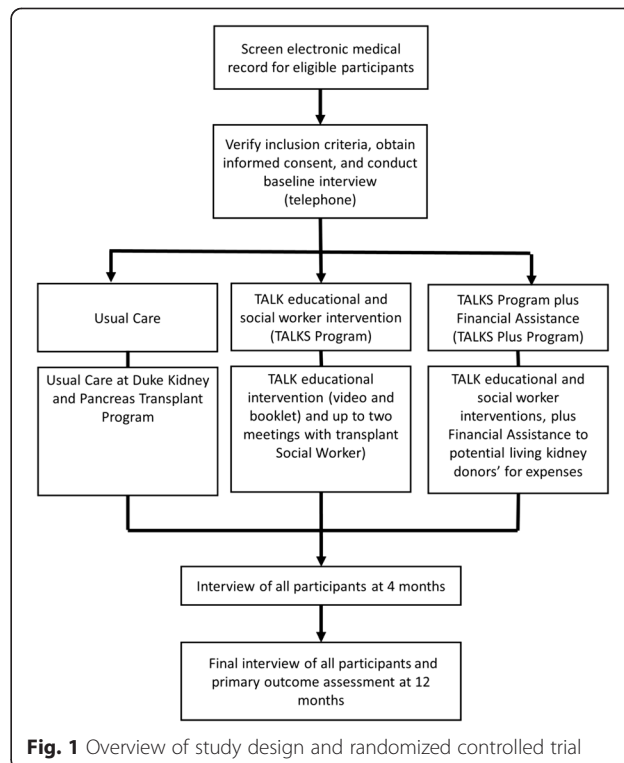 Screen electronic medical
record for eligible participants
Verify inclusion criteria, obtain
informed consent, and conduct
baseline interview
(telephone)
Usual Care
TALK educational and
social worker intervention
(TALKS Program)
TALKS Program plus
Financial Assistance
(TALKS Plus Program)
Usual Care at Duke Kidney
and Pancreas Transplant
Program
TALK educational
intervention (video and
booklet) and up to two
meetings with transplant
Social Worker)
TALK educational and
social worker
interventions, plus
Financial Assistance to
potential living kidney
donors’ for expenses
Interview of all participants at 4 months
Final interview of all participants and
primary outcome assessment at 12
months
Fig. 1 Overview of study design and randomized controlled trial